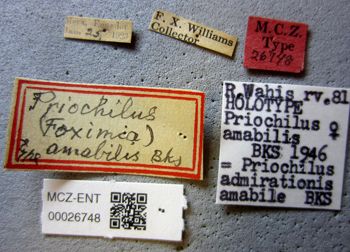 F. X. Williams
Collector
M.C.Z.
Type
26748
Priochilus
(Foximia)
amabilis Bks
R.Wahis rv.81
HOLOTYPE
Priochilus ♀
amabilis
BKS 1946
= Priochilus
admirationis
amabile BKS
MCZ-ENT
00026748